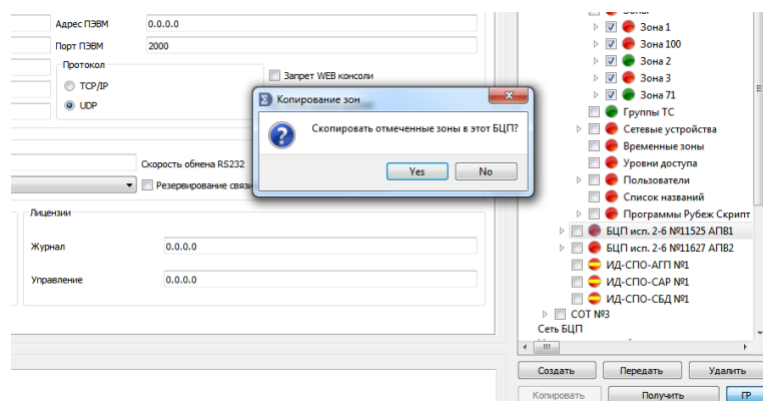 Адрес ПЭВМ
0.0.0.0
Порт ПЭВМ
2000
Протокол
TCP/IP
UDP
Запрет WEB консоли
Копирование зон
Скопировать отмеченные зоны в этот БЦП?
Yes
No
Скорость обмена RS232
Резервирование связи
Лицензии
Журнал
0.0.0.0
Управление
0.0.0.0
Зона 1
Зона 100
Зона 2
Зона 3
Зона 71
Группы ТС
Сетевые устройства
Временные зоны
Уровни доступа
Пользователи
Список названий
Программы Рубеж Скрипт
БЦП исп. 2-6 №11525 АПВ1
БЦП исп. 2-6 №11627 АПВ2
ИД-СПО-АГП №1
ИД-СПО-САР №1
ИД-СПО-СБД №1
СОТ №3
Сеть БЦП
Создать
Передать
Удалить
Копировать
Получить
ГР